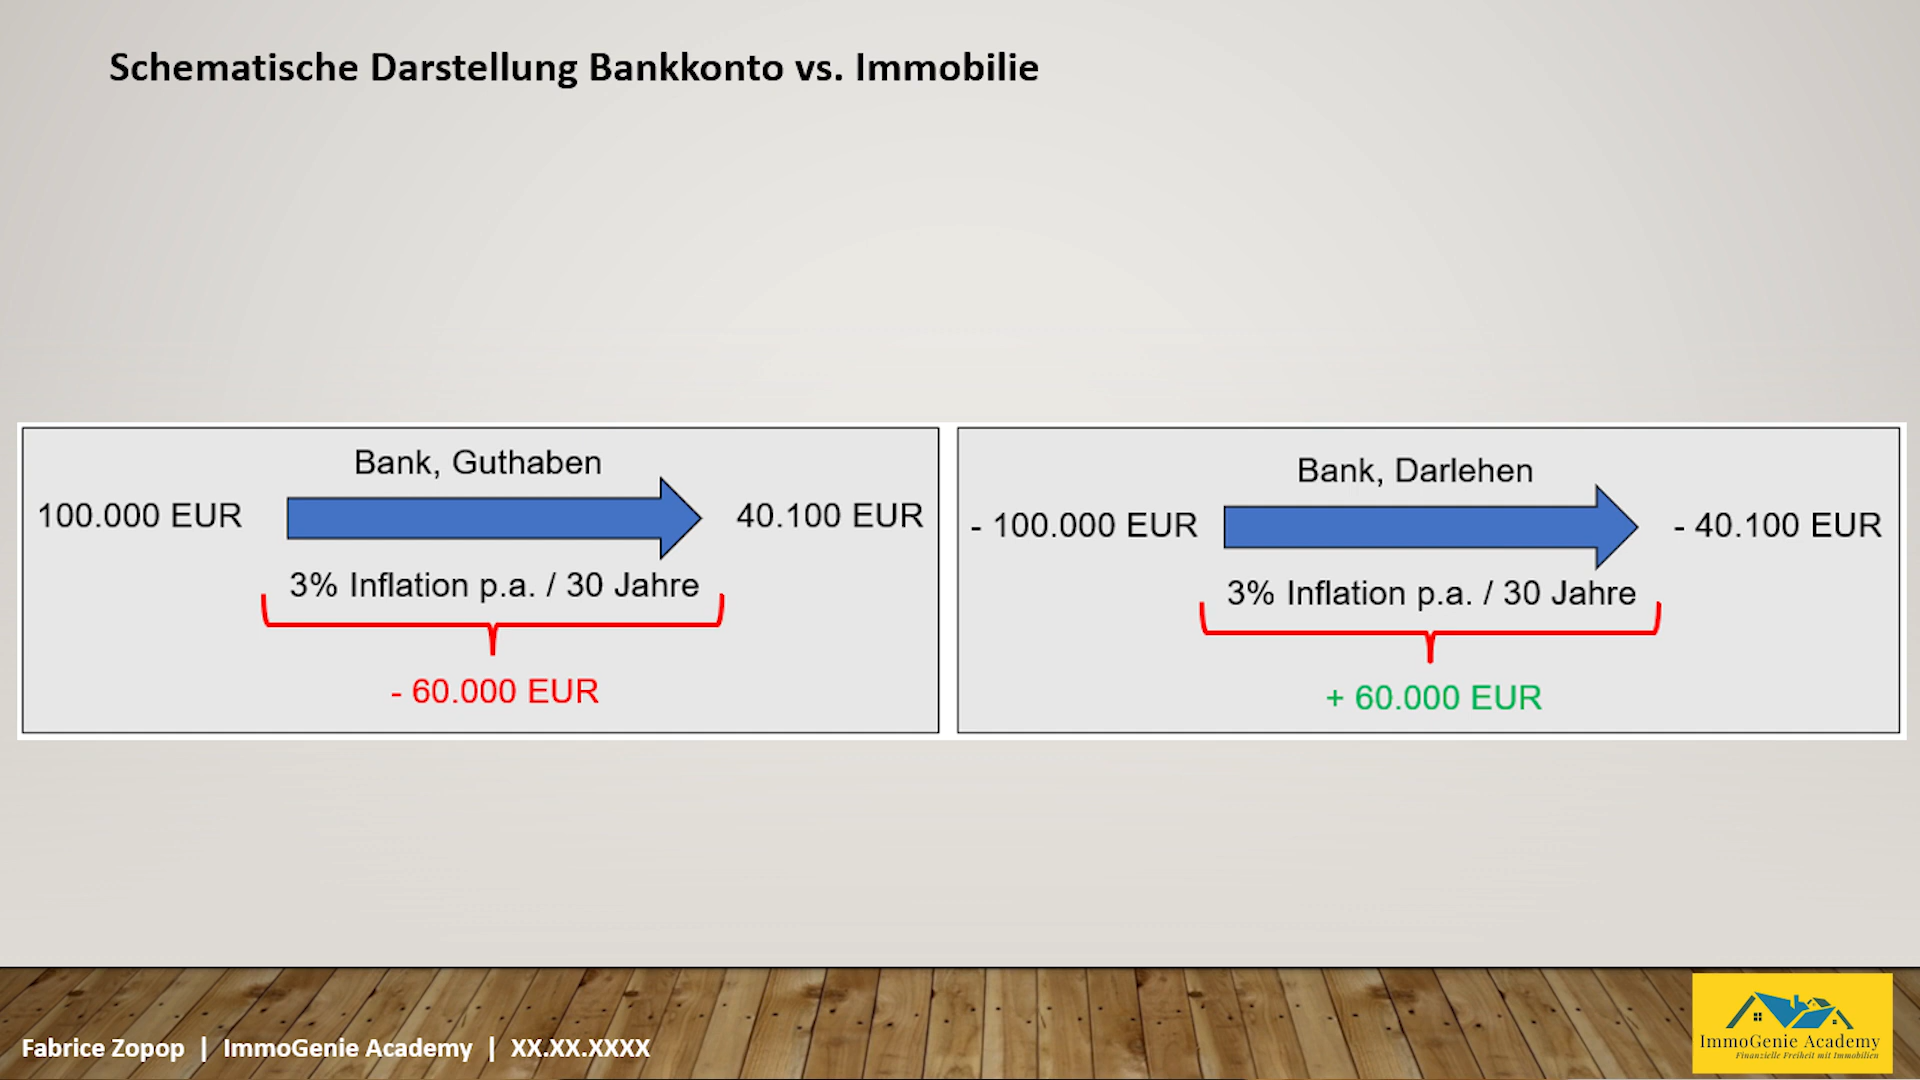 Schematische Darstellung Bankkonto vs. Immobilie
Bank, Guthaben
100.000 EUR
40.100 EUR
3% Inflation p.a. / 30 Jahre
- 60.000 EUR
Bank, Darlehen
- 100.000 EUR
- 40.100 EUR
3% Inflation p.a. / 30 Jahre
+ 60.000 EUR
Fabrice Zopop | ImmoGenie Academy | XX.XX.XXXX
ImmoGenie Academy
Finanzielle Freiheit mit Immobilien